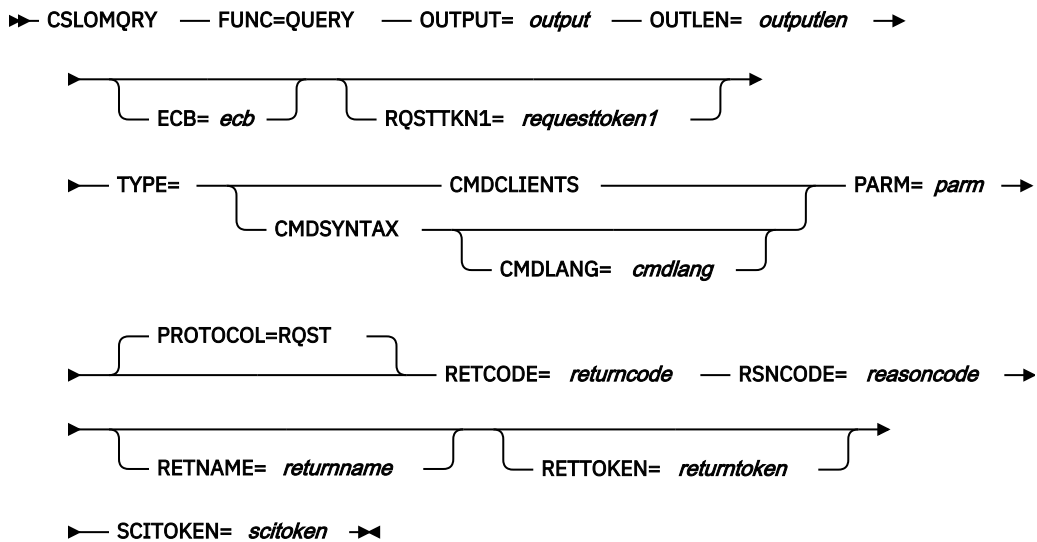 CSLOMQRY FUNC=QUERY OUTPUT= output OUTLEN= outputlen
ECB= ecb RQSTTKN1= requesttoken1
TYPE= CMDCLIENTS PARM= parm
CMDSYNTAX
CMDLANG= cmdlang
PROTOCOL=RQST
RETCODE= returncode RSNCODE= reasoncode
RETNAME= returnname RETTOKEN= returntoken
SCITOKEN= scitoken